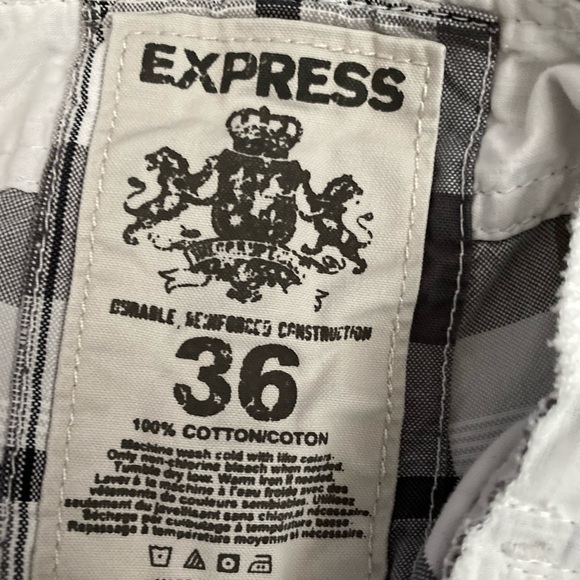 EXPRESS
DURABLE, REINFORCED CONSTRUCTION
36
100% COTTON/COTON
Machine wash cold with like colors.
Only non-chlorine bleach when needed.
Tumble dry low. Warm iron if needed.
Laver à la machine à l'eau froide avec
vêtements de couleurs semblables. Utilisez
seulement du javellisant sans chlore si nécessaire.
Séchage par culbutage à température basse.
Repassage à température moyenne si nécessaire.